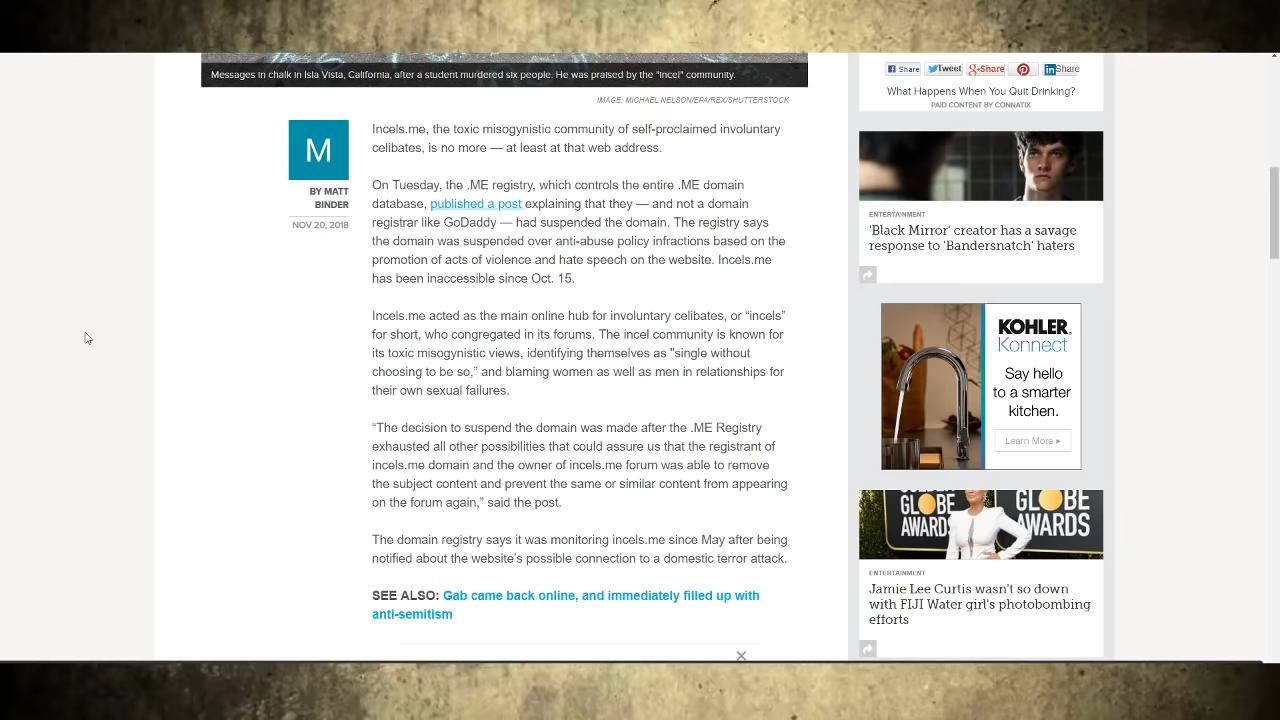 Messages in chalk in Isla Vista, California, after a student murdered six people. He was praised by the "Incel" community.
IMAGE: MICHAEL NELSON/EPA/REX/SHUTTERSTOCK
M
BY MATT
BINDER
NOV 20, 2018
Incels.me, the toxic misogynistic community of self-proclaimed involuntary
celibates, is no more — at least at that web address.
On Tuesday, the .ME registry, which controls the entire .ME domain
database, published a post explaining that they — and not a domain
registrar like GoDaddy — had suspended the domain. The registry says
the domain was suspended over anti-abuse policy infractions based on the
promotion of acts of violence and hate speech on the website. Incels.me
has been inaccessible since Oct. 15.
Incels.me acted as the main online hub for involuntary celibates, or “incels”
for short, who congregated in its forums. The incel community is known for
its toxic misogynistic views, identifying themselves as "single without
choosing to be so,” and blaming women as well as men in relationships for
their own sexual failures.
“The decision to suspend the domain was made after the .ME Registry
exhausted all other possibilities that could assure us that the registrant of
incels.me domain and the owner of incels.me forum was able to remove
the subject content and prevent the same or similar content from appearing
on the forum again,” said the post.
The domain registry says it was monitoring incels.me since May after being
notified about the website’s possible connection to a domestic terror attack.
SEE ALSO: Gab came back online, and immediately filled up with
anti-semitism
Share Tweet Share Share
What Happens When You Quit Drinking?
PAID CONTENT BY CONNATIX
ENTERTAINMENT
'Black Mirror' creator has a savage
response to 'Bandersnatch' haters
KOHLER.
Konnect
Say hello
to a smarter
kitchen.
Learn More ▸
GLOBE GLOBE
AWARDS AWARDS
ENTERTAINMENT
Jamie Lee Curtis wasn't so down
with FIJI Water girl's photobombing
efforts